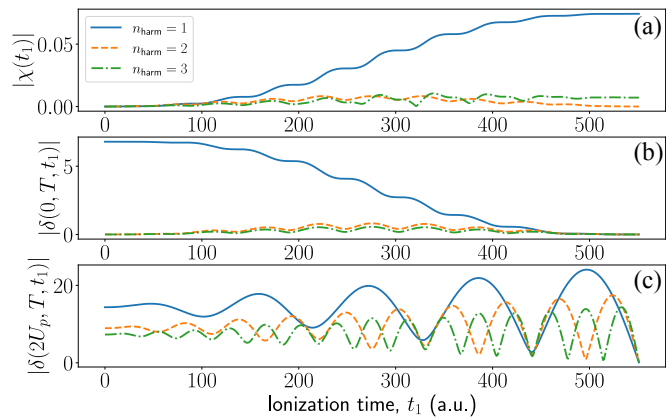 (a)
|χ(t₁)|
0.05
0.00
n_harm = 1
n_harm = 2
n_harm = 3
0 100 200 300 400 500
(b)
|δ(0, T, t₁)|
5
0
0 100 200 300 400 500
(c)
|δ(2U_p, T, t₁)|
20
0
0 100 200 300 400 500
Ionization time, t₁ (a.u.)